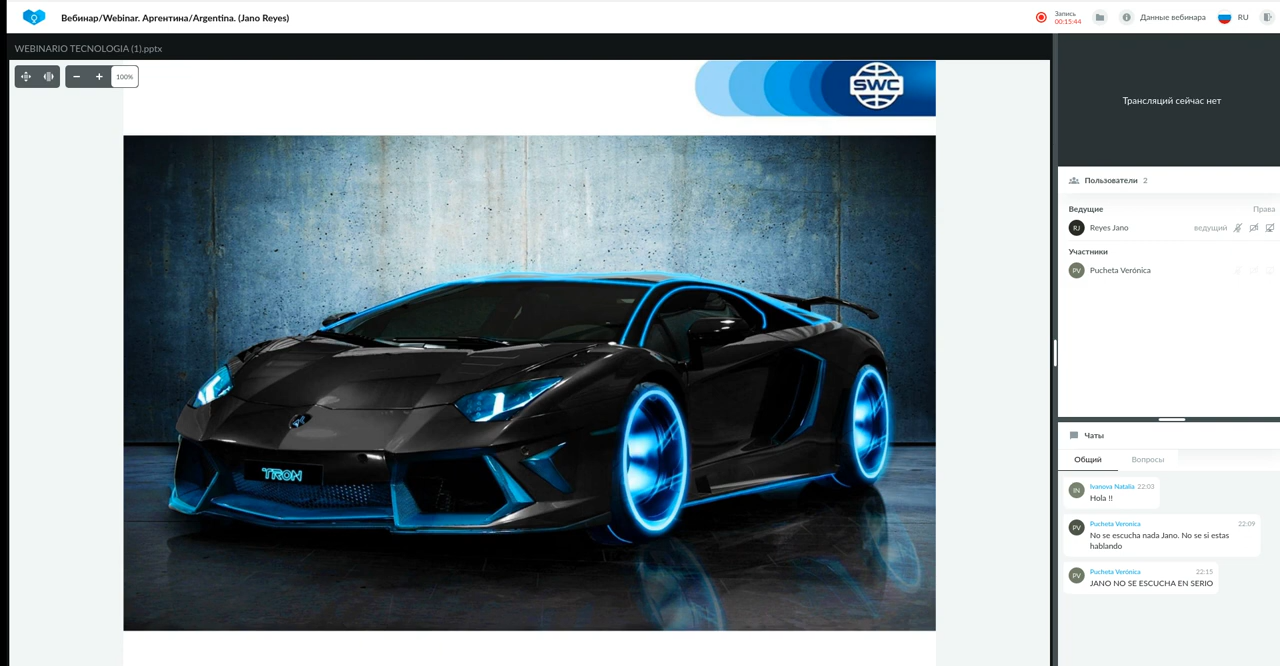 Вебинар/Webinar. Аргентина/Argentina. (Jano Reyes)
Запись
00:15:44
Данные вебинара
RU
WEBINARIO TECNOLOGIA (1).pptx
100%
SWC
TRON
Трансляций сейчас нет
Пользователи 2
Ведущие Права
RJ Reyes Jano ведущий
Участники
PV Pucheta Verónica
Чаты
Общий Вопросы
IN Ivanova Natalia 22:03
Hola !!
PV Pucheta Veronica 22:09
No se escucha nada Jano. No se si estas
hablando
PV Pucheta Verónica 22:15
JANO NO SE ESCUCHA EN SERIO